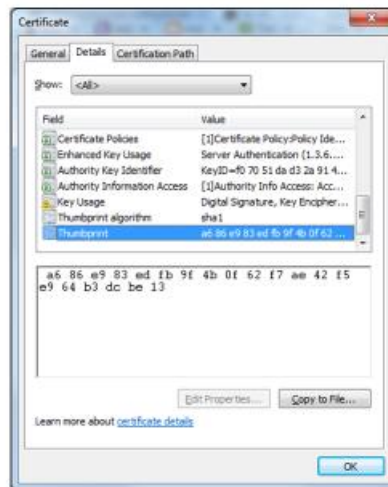 Certificate
General Details Certification Path
Show: <All>
Field Value
Certificate Policies [1]Certificate Policy:Policy Ide...
Enhanced Key Usage Server Authentication (1.3.6....
Authority Key Identifier KeyID=f0 70 51 da d3 2a 91 4...
Authority Information Access [1]Authority Info Access: Acc...
Key Usage Digital Signature, Key Encipher...
Thumbprint algorithm sha1
Thumbprint a6 86 e9 83 ed fb 9f 4b 0f 62 ...
a6 86 e9 83 ed fb 9f 4b 0f 62 f7 ae 42 f5
e9 64 b3 dc be 13
Edit Properties... Copy to File...
Learn more about certificate details
OK